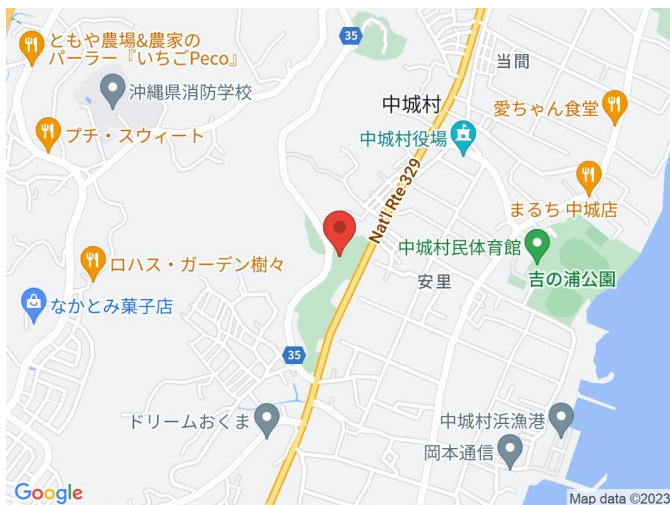 ともや農場&農家の
パーラー『いちごPeco』
35
当間
沖縄県消防学校
中城村
愛ちゃん食堂
プチ・スウィート
中城村役場
Nat'l Rte 329
まるち 中城店
中城村民体育館
ロハス・ガーデン樹々
安里
吉の浦公園
なかとみ菓子店
35
ドリームおくま
中城村浜漁港
岡本通信
Google
Map data ©2023